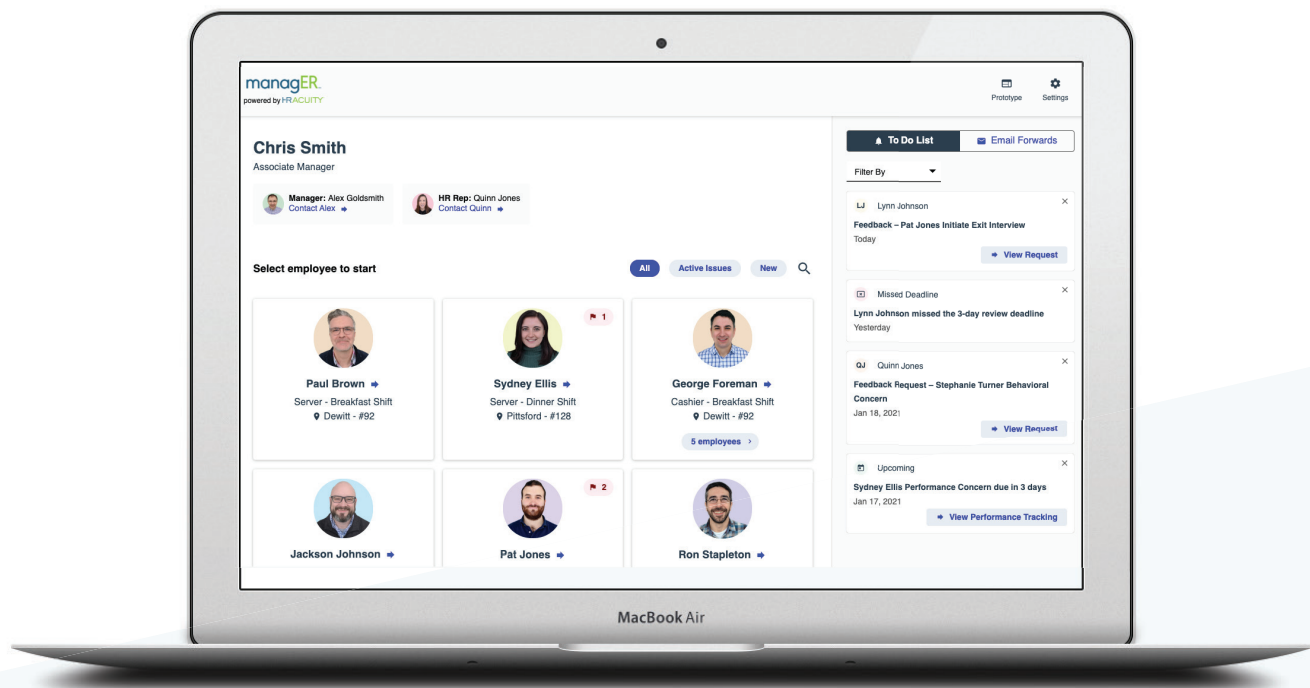 managER™
powered by HRACUITY
Prototype
Settings
Chris Smith
Associate Manager
Manager: Alex Goldsmith
Contact Alex
HR Rep: Quinn Jones
Contact Quinn
Select employee to start
All
Active Issues
New
Paul Brown
Server - Breakfast Shift
Dewitt - #92
1
Sydney Ellis
Server - Dinner Shift
Pittsford - #128
George Foreman
Cashier - Breakfast Shift
Dewitt - #92
5 employees
Jackson Johnson
2
Pat Jones
Ron Stapleton
To Do List
Email Forwards
Filter By
LJ Lynn Johnson
Feedback – Pat Jones Initiate Exit Interview
Today
View Request
Missed Deadline
Lynn Johnson missed the 3-day review deadline
Yesterday
QJ Quinn Jones
Feedback Request – Stephanie Turner Behavioral
Concern
Jan 18, 2021
View Request
Upcoming
Sydney Ellis Performance Concern due in 3 days
Jan 17, 2021
View Performance Tracking
MacBook Air